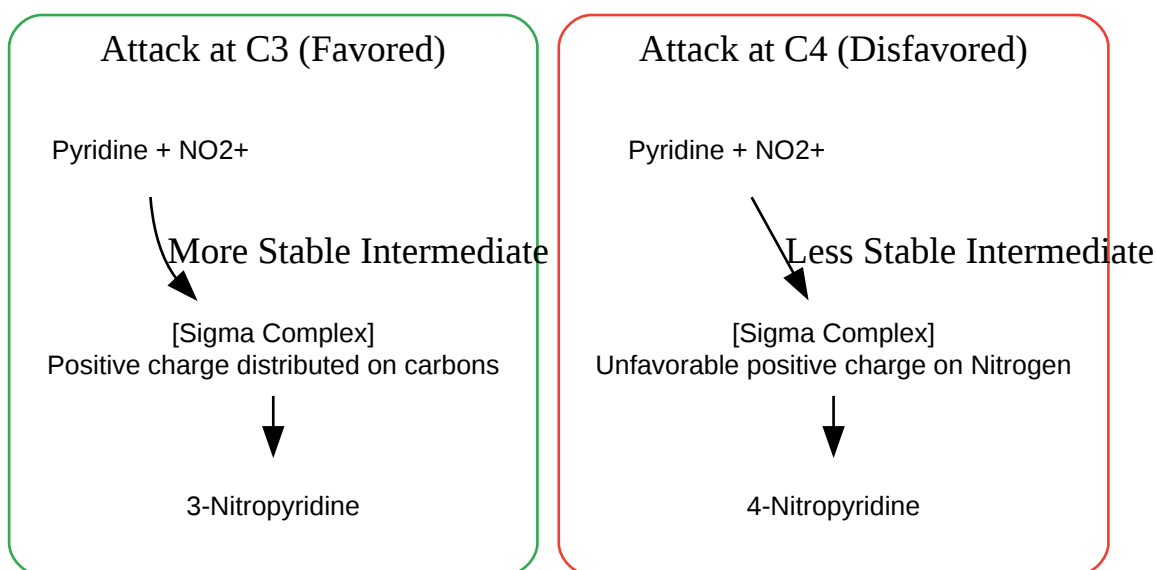 Attack at C3 (Favored)
Pyridine + NO2+
More Stable Intermediate
[Sigma Complex]
Positive charge distributed on carbons
3-Nitropyridine
Attack at C4 (Disfavored)
Pyridine + NO2+
Less Stable Intermediate
[Sigma Complex]
Unfavorable positive charge on Nitrogen
4-Nitropyridine